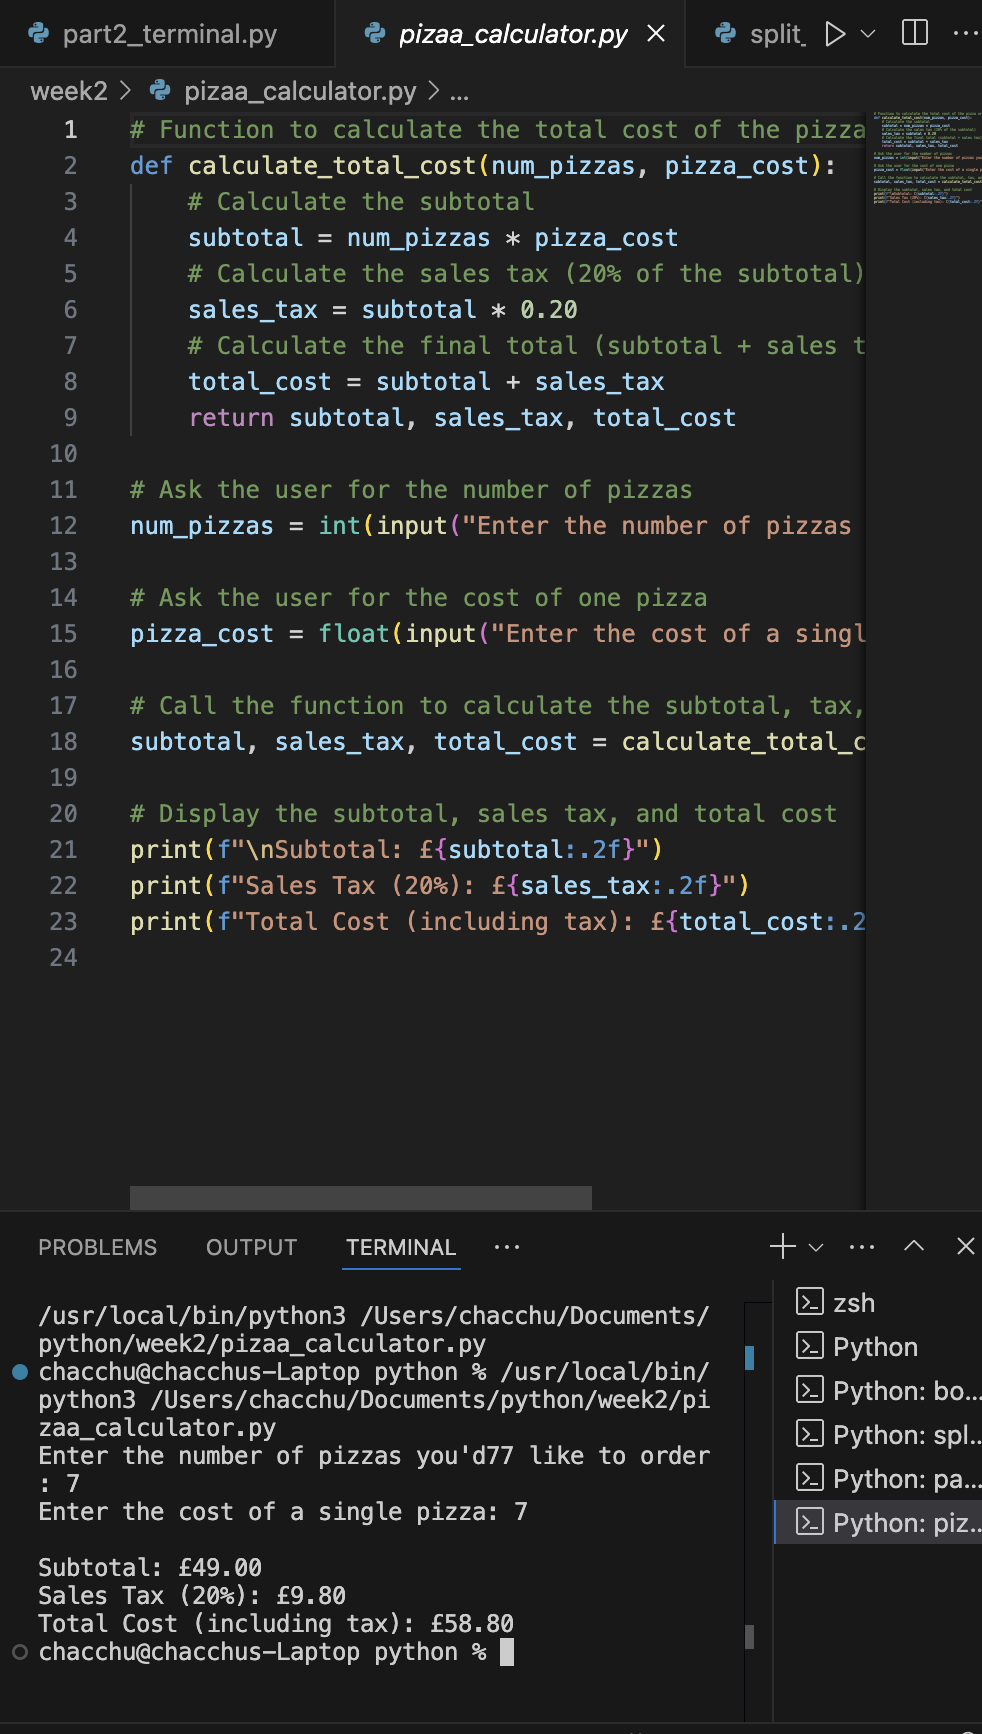 part2_terminal.py
pizaa_calculator.py
split_
week2 > pizaa_calculator.py > ...
1 # Function to calculate the total cost of the pizza
2 def calculate_total_cost(num_pizzas, pizza_cost):
3 # Calculate the subtotal
4 subtotal = num_pizzas * pizza_cost
5 # Calculate the sales tax (20% of the subtotal)
6 sales_tax = subtotal * 0.20
7 # Calculate the final total (subtotal + sales t
8 total_cost = subtotal + sales_tax
9 return subtotal, sales_tax, total_cost
10
11 # Ask the user for the number of pizzas
12 num_pizzas = int(input("Enter the number of pizzas
13
14 # Ask the user for the cost of one pizza
15 pizza_cost = float(input("Enter the cost of a singl
16
17 # Call the function to calculate the subtotal, tax,
18 subtotal, sales_tax, total_cost = calculate_total_c
19
20 # Display the subtotal, sales tax, and total cost
21 print(f"\nSubtotal: £{subtotal:.2f}")
22 print(f"Sales Tax (20%): £{sales_tax:.2f}")
23 print(f"Total Cost (including tax): £{total_cost:.2
24
PROBLEMS OUTPUT TERMINAL ...
/usr/local/bin/python3 /Users/chacchu/Documents/
python/week2/pizaa_calculator.py
chacchu@chacchus-Laptop python % /usr/local/bin/
python3 /Users/chacchu/Documents/python/week2/pi
zaa_calculator.py
Enter the number of pizzas you'd77 like to order
: 7
Enter the cost of a single pizza: 7
Subtotal: £49.00
Sales Tax (20%): £9.80
Total Cost (including tax): £58.80
chacchu@chacchus-Laptop python %
zsh
Python
Python: bo...
Python: spl...
Python: pa...
Python: piz...